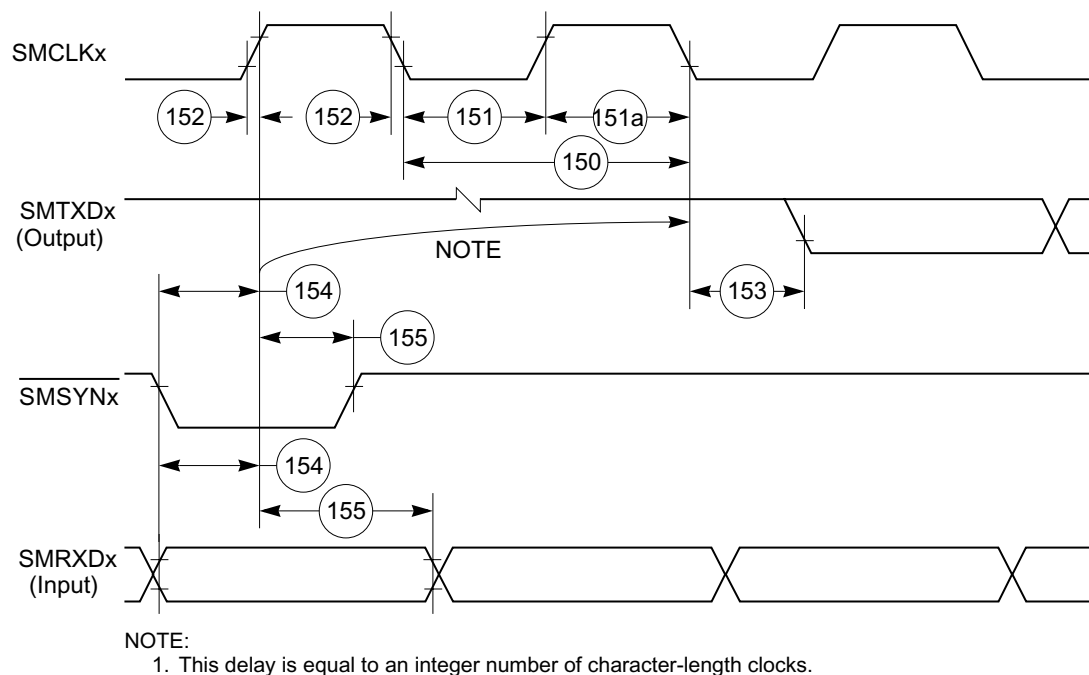 SMCLKx
152
152
151
151a
150
SMTXDx
(Output)
NOTE
154
153
155
SMSYNx
154
155
SMRXDx
(Input)
NOTE:
1. This delay is equal to an integer number of character-length clocks.